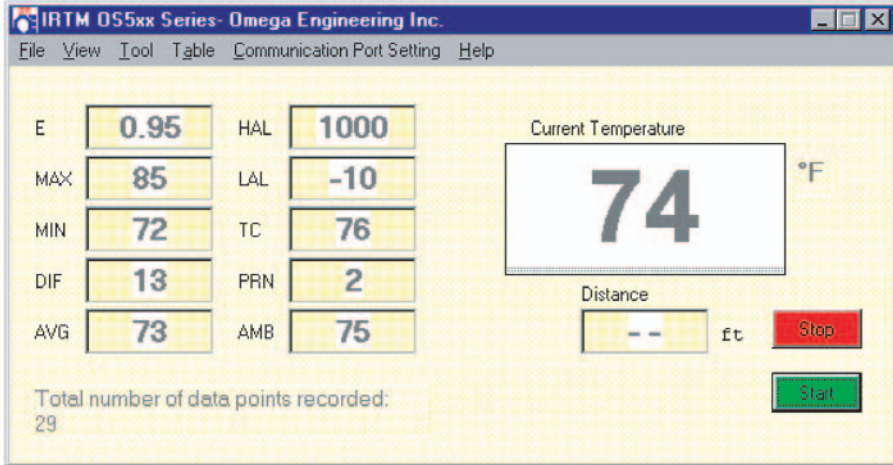 IRTM OS5xx Series- Omega Engineering Inc.
File View Tool Table Communication Port Setting Help
E 0.95 HAL 1000
Current Temperature
MAX 85 LAL -10
74 °F
MIN 72 TC 76
DIF 13 PRN 2
Distance
AVG 73 AMB 75
-- ft Stop
Total number of data points recorded:
29
Start